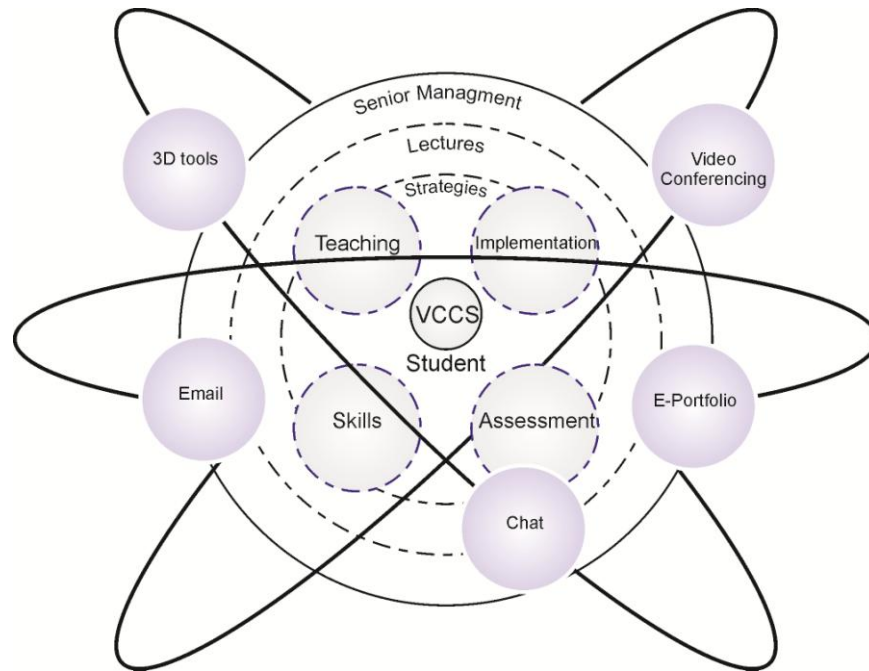 Senior Managment
3D tools
Lectures
Video
Conferencing
Strategies
Teaching
Implementation
VCCS
Student
Email
E-Portfolio
Skills
Assessment
Chat